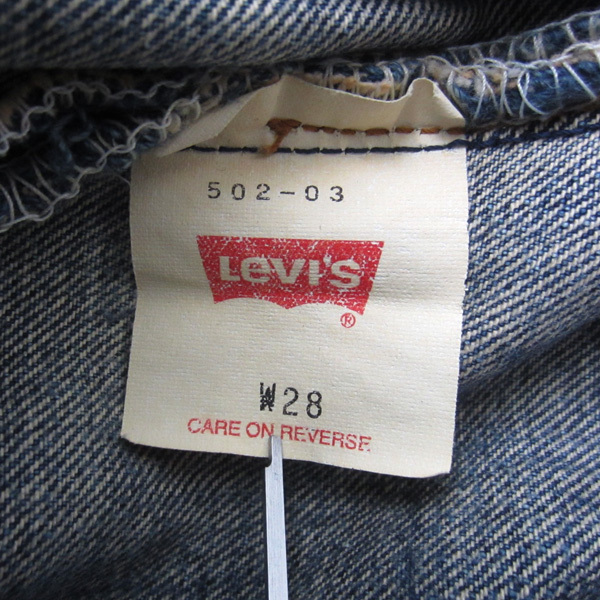 502-03
Levi's
®
W28
CARE ON REVERSE